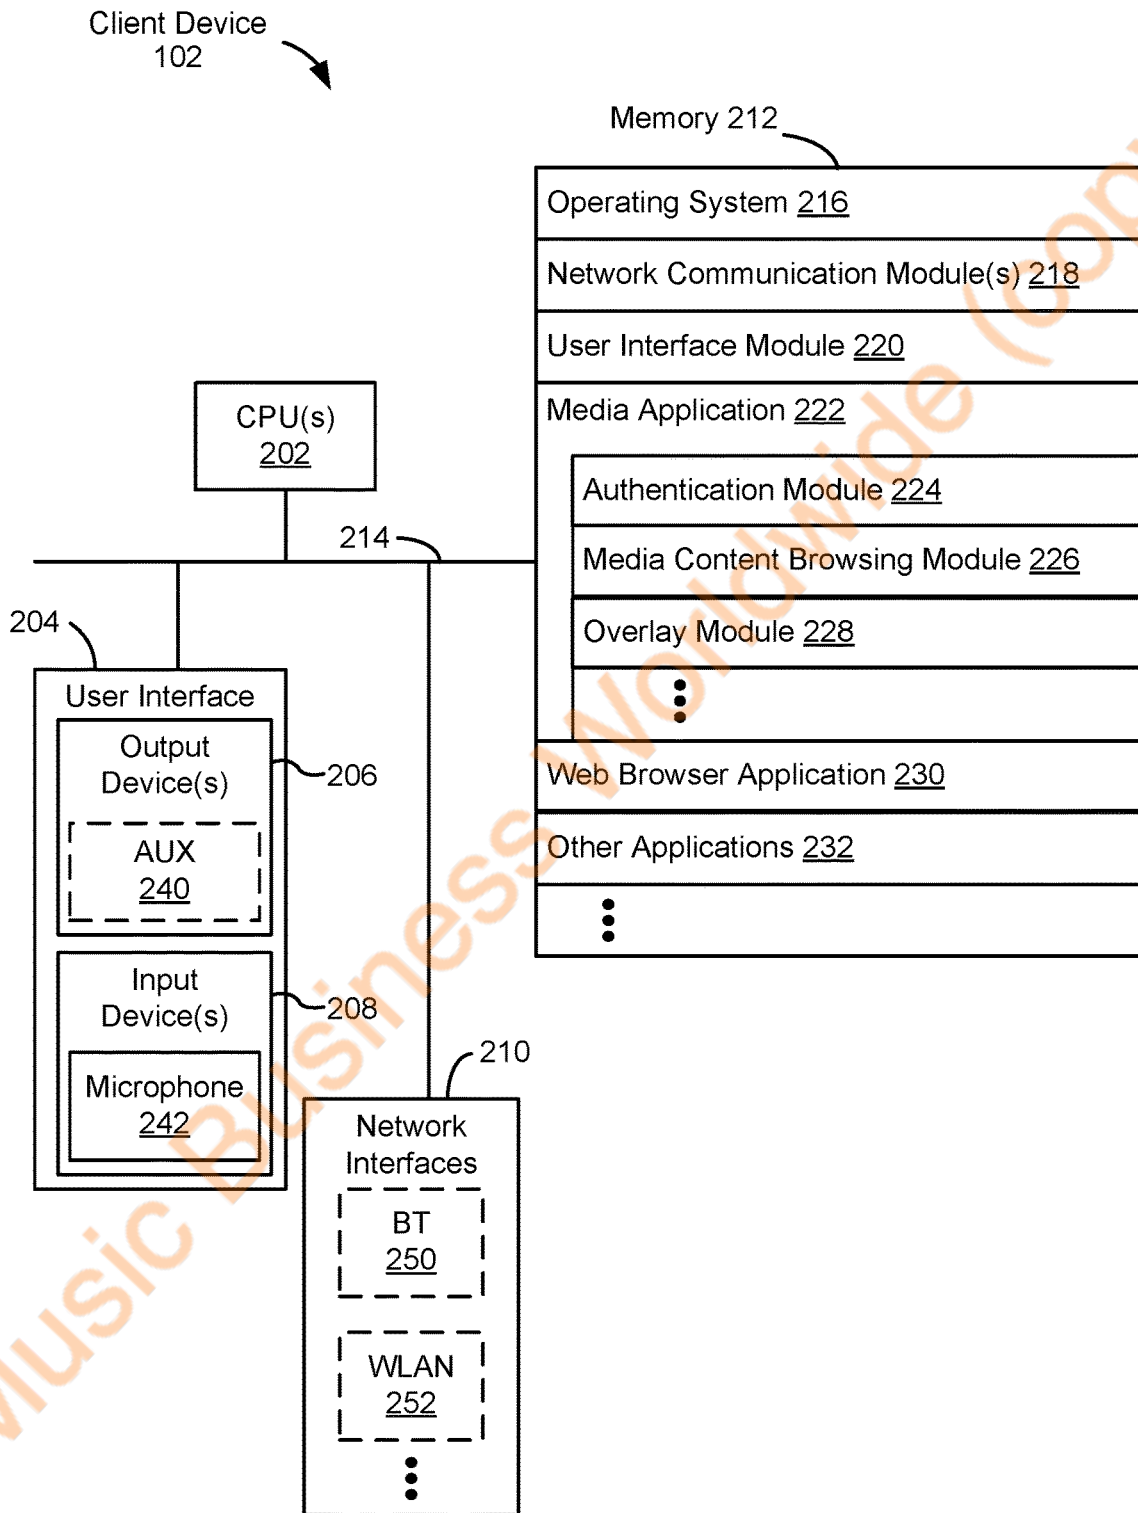 Client Device
102
Memory 212
Operating System 216
Network Communication Module(s) 218
User Interface Module 220
Media Application 222
Authentication Module 224
Media Content Browsing Module 226
Overlay Module 228
Web Browser Application 230
Other Applications 232
CPU(s)
202
214
204
User Interface
Output
Device(s)
206
AUX
240
Input
Device(s)
208
Microphone
242
210
Network
Interfaces
BT
250
WLAN
252
Music Business Worldwide